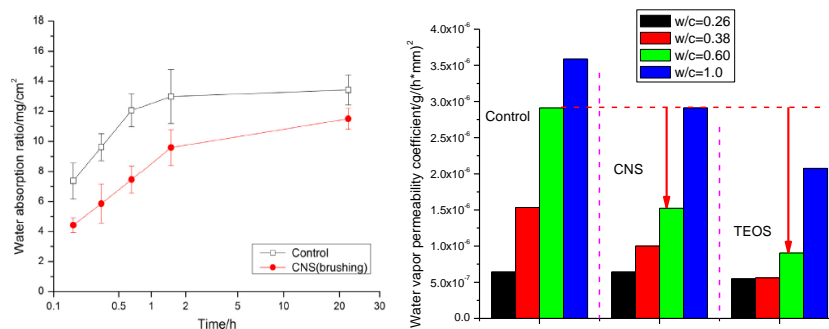 Water absorption ratio/mg/cm²
18
16
14
12
10
8
6
4
2
0
0.1
0.5
1
2
10
20
30
Time/h
Control
CNS(brushing)
Water vapor permeability coefficient/g/(h*mm)²
4.0x10⁻⁶
3.5x10⁻⁶
3.0x10⁻⁶
2.5x10⁻⁶
2.0x10⁻⁶
1.5x10⁻⁶
1.0x10⁻⁶
5.0x10⁻⁷
0.0
w/c=0.26
w/c=0.38
w/c=0.60
w/c=1.0
Control
CNS
TEOS